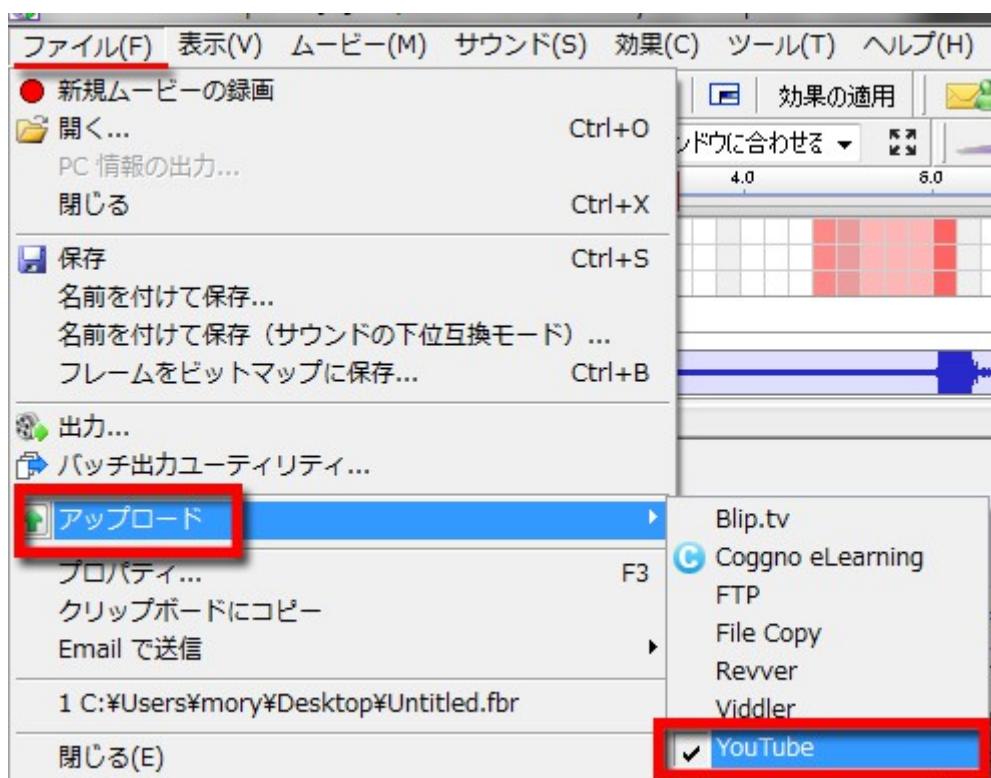 ファイル(F) 表示(V) ムービー(M) サウンド(S) 効果(C) ツール(T) ヘルプ(H)
新規ムービーの録画
効果の適用
開く... Ctrl+O
ンドウに合わせる
PC 情報の出力...
4.0 6.0
閉じる Ctrl+X
保存 Ctrl+S
名前を付けて保存...
名前を付けて保存（サウンドの下位互換モード）...
フレームをビットマップに保存... Ctrl+B
出力...
バッチ出力ユーティリティ...
アップロード
Blip.tv
Coggno eLearning
FTP
File Copy
Revver
Viddler
YouTube
プロパティ... F3
クリップボードにコピー
Email で送信
1 C:¥Users¥mory¥Desktop¥Untitled.fbr
閉じる(E)